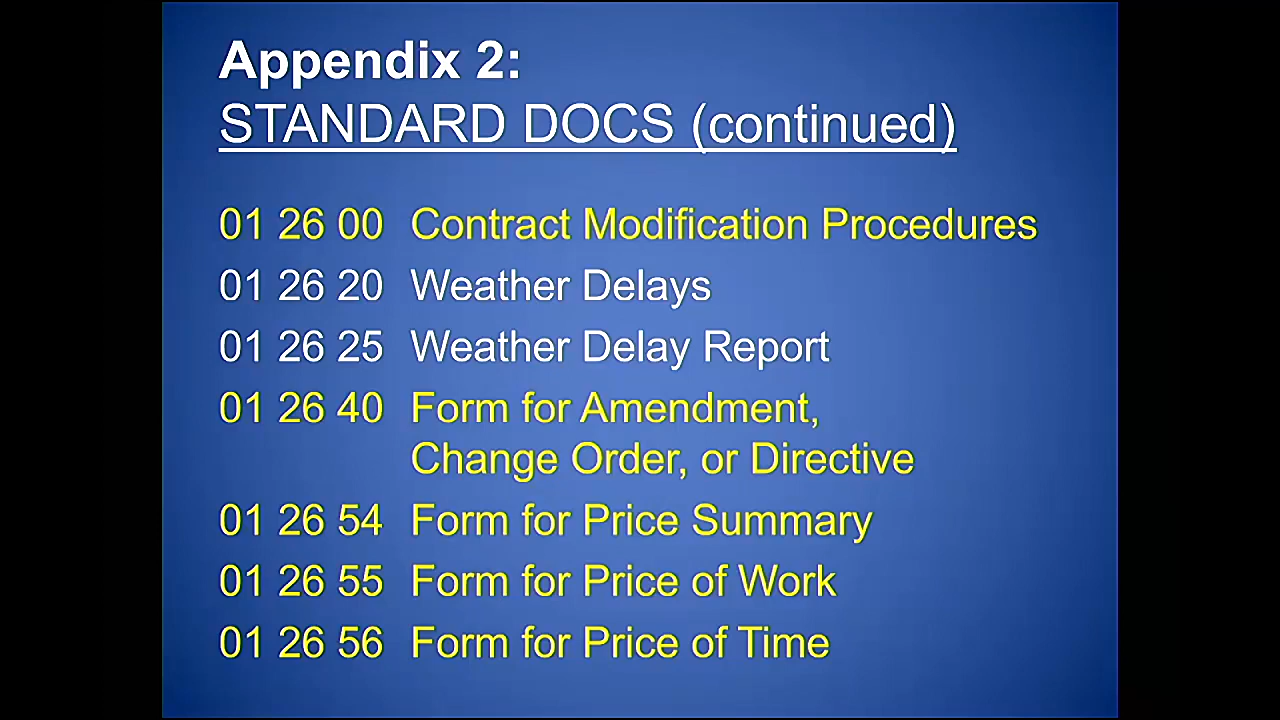 Appendix 2:
STANDARD DOCS (continued)
01 26 00 Contract Modification Procedures
01 26 20 Weather Delays
01 26 25 Weather Delay Report
01 26 40 Form for Amendment,
Change Order, or Directive
01 26 54 Form for Price Summary
01 26 55 Form for Price of Work
01 26 56 Form for Price of Time